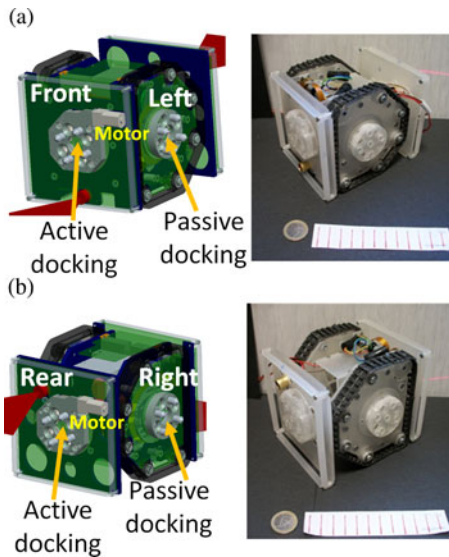 (a)
Front
Left
Motor
Active
docking
Passive
docking
(b)
Rear
Right
Motor
Active
docking
Passive
docking